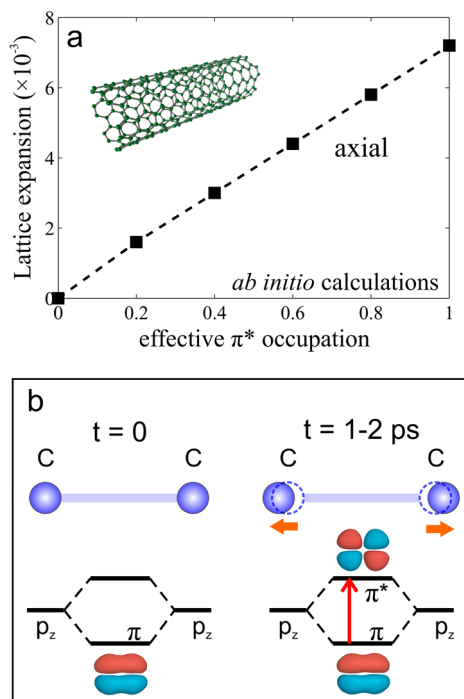 a
Lattice expansion (×10⁻³)
8
6
4
2
0
axial
ab initio calculations
0 0.2 0.4 0.6 0.8 1
effective π* occupation
b
t = 0 t = 1-2 ps
C C C C
π*
p_z π p_z p_z π p_z